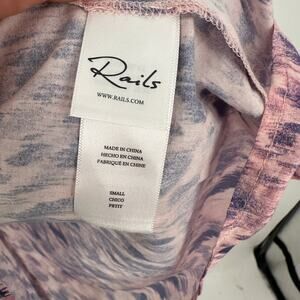 Rails
WWW.RAILS.COM
MADE IN CHINA
HECHO EN CHINA
FABRIQUÉ EN CHINE
SMALL
CHICO
PETIT